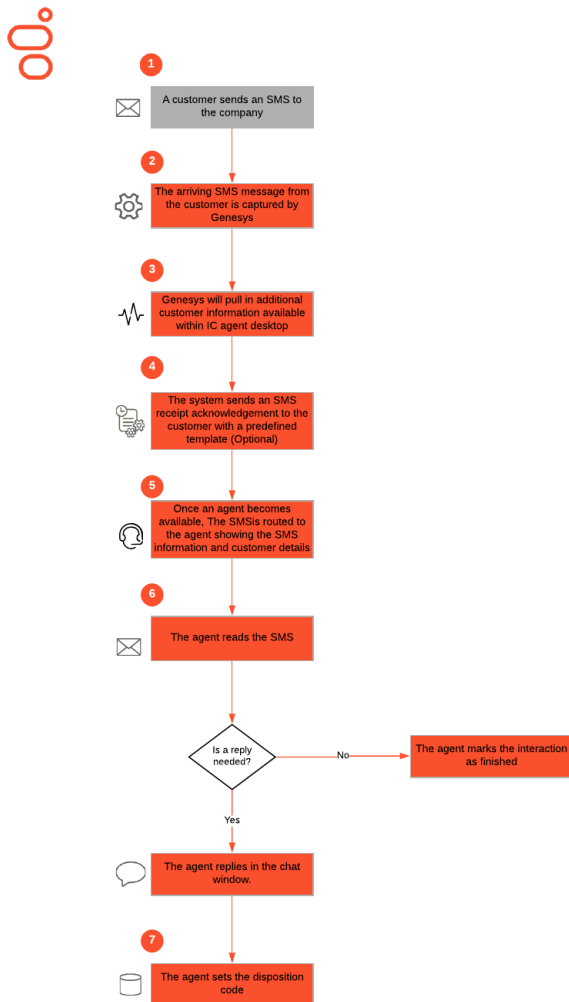 1
A customer sends an SMS to
the company
2
The arriving SMS message from
the customer is captured by
Genesys
3
Genesys will pull in additional
customer information available
within IC agent desktop
4
The system sends an SMS
receipt acknowledgement to the
customer with a predefined
template (Optional)
5
Once an agent becomes
available, The SMSis routed to
the agent showing the SMS
information and customer details
6
The agent reads the SMS
Is a reply
needed?
No
The agent marks the interaction
as finished
Yes
The agent replies in the chat
window.
7
The agent sets the disposition
code